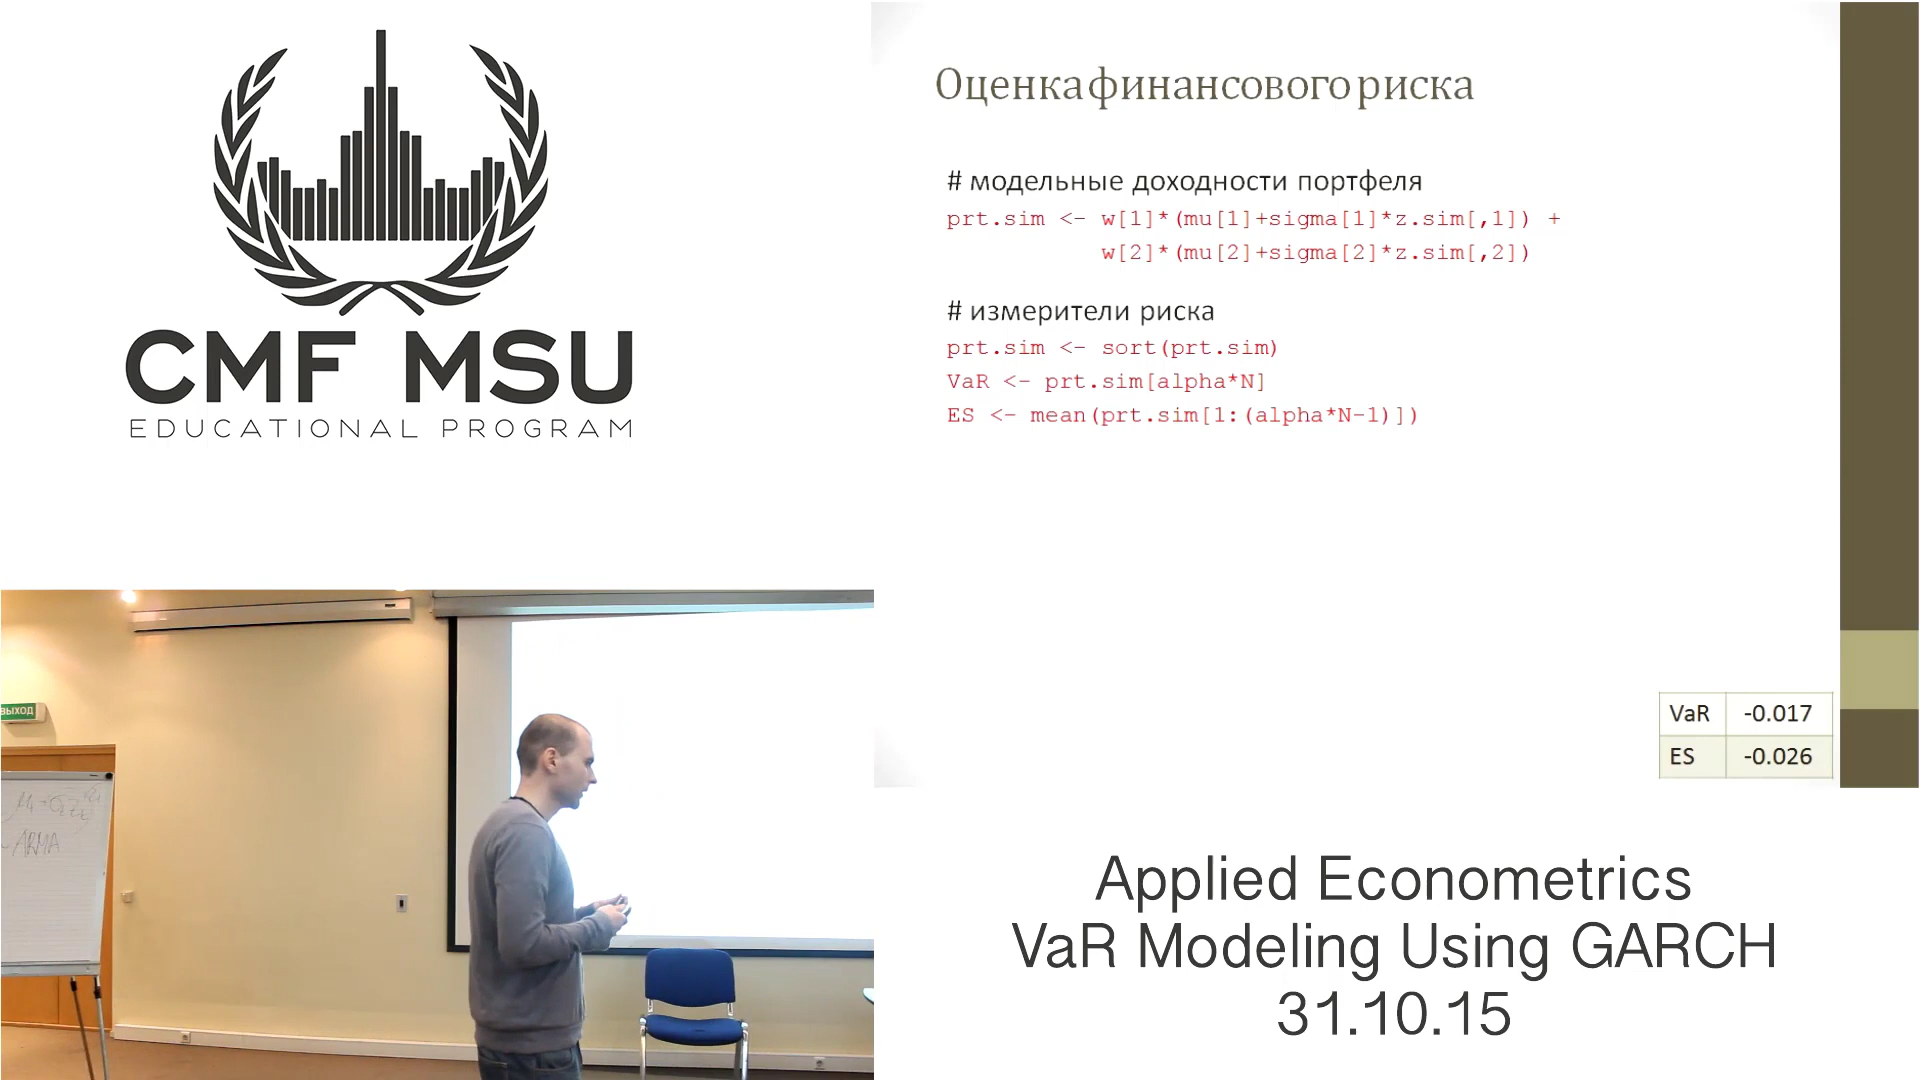 CMF MSU
EDUCATIONAL PROGRAM
Оценка финансового риска
# модельные доходности портфеля
prt.sim <- w[1]*(mu[1]+sigma[1]*z.sim[,1]) +
w[2]*(mu[2]+sigma[2]*z.sim[,2])
# измерители риска
prt.sim <- sort(prt.sim)
VaR <- prt.sim[alpha*N]
ES <- mean(prt.sim[1:(alpha*N-1)])
VaR -0.017
ES -0.026
ВЫХОД
ARMA
Applied Econometrics
VaR Modeling Using GARCH
31.10.15